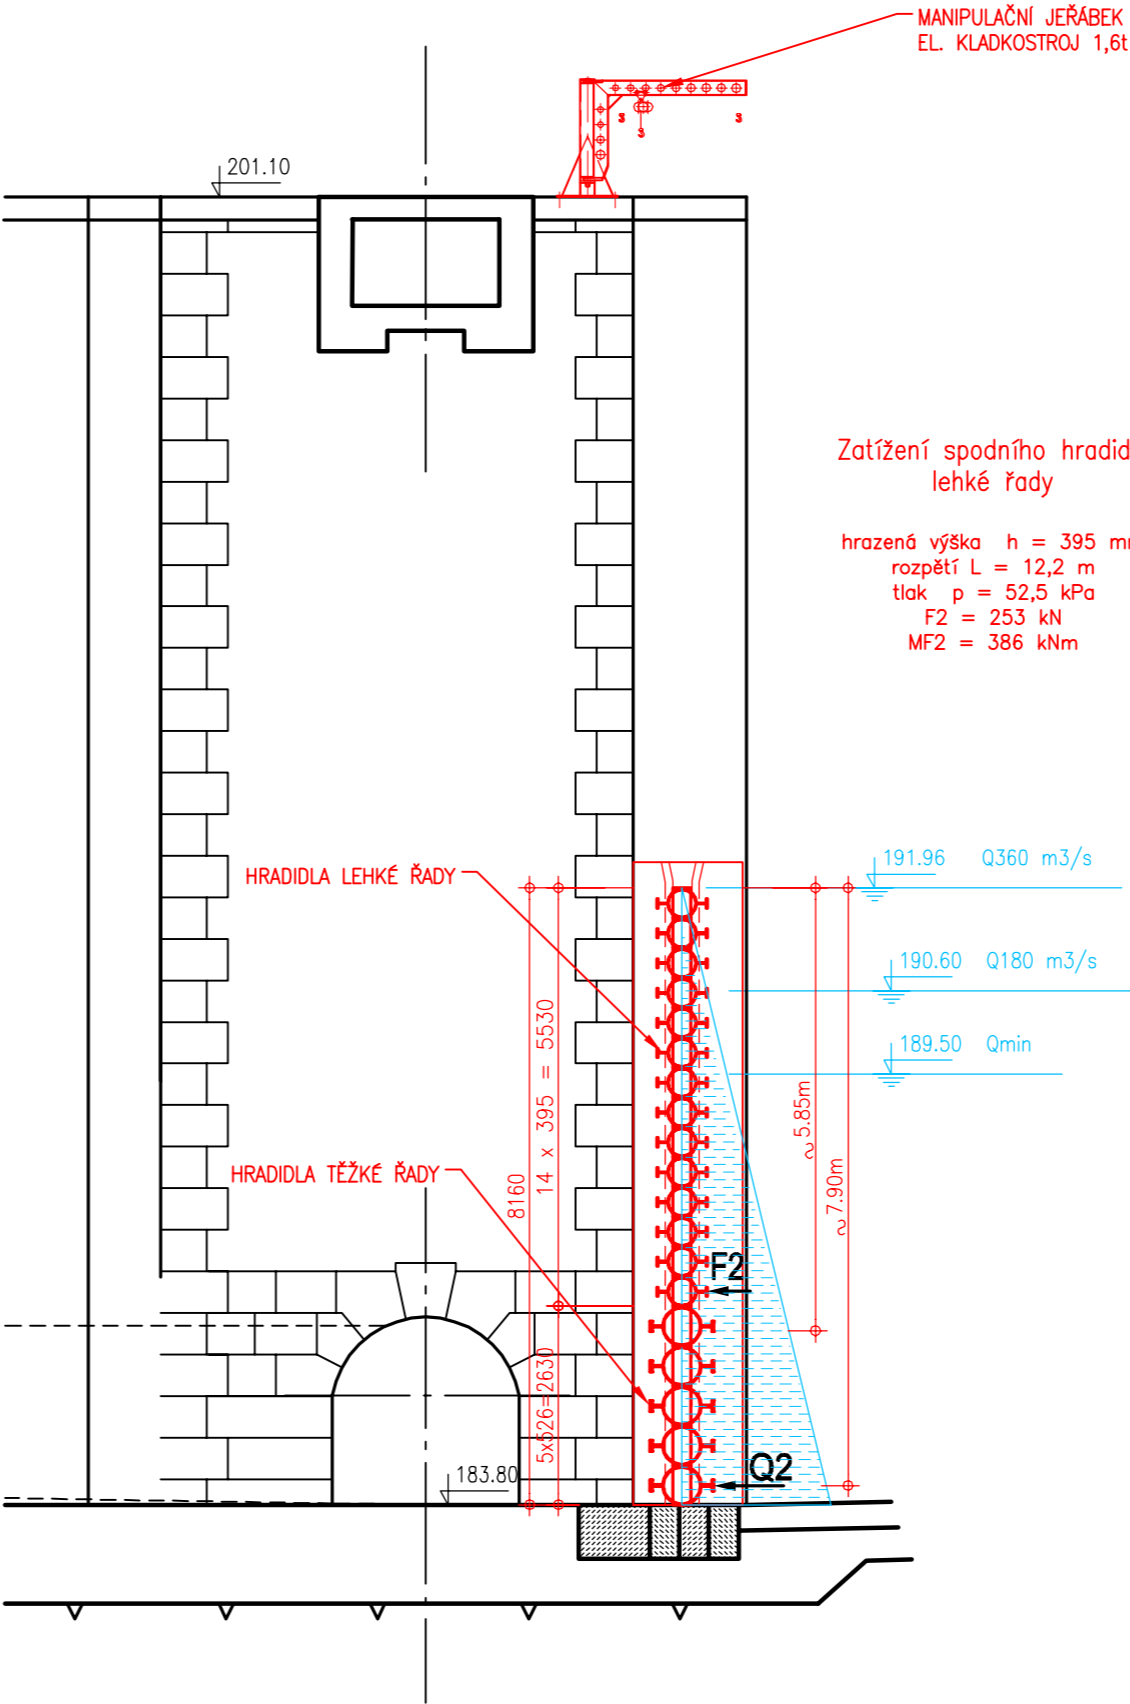 MANIPULAČNÍ JEŘÁBEK
EL. KLADKOSTROJ 1,6t
201.10
Zatížení spodního hradid
lehké řady
hrazená výška h = 395 m
rozpětí L = 12,2 m
tlak p = 52,5 kPa
F2 = 253 kN
MF2 = 386 kNm
191.96 Q360 m3/s
HRADIDLA LEHKÉ ŘADY
190.60 Q180 m3/s
189.50 Qmin
14 x 395 = 5530
8160
∾ 5.85m
∾ 7.90m
HRADIDLA TĚŽKÉ ŘADY
F2
5x526=2630
183.80
Q2